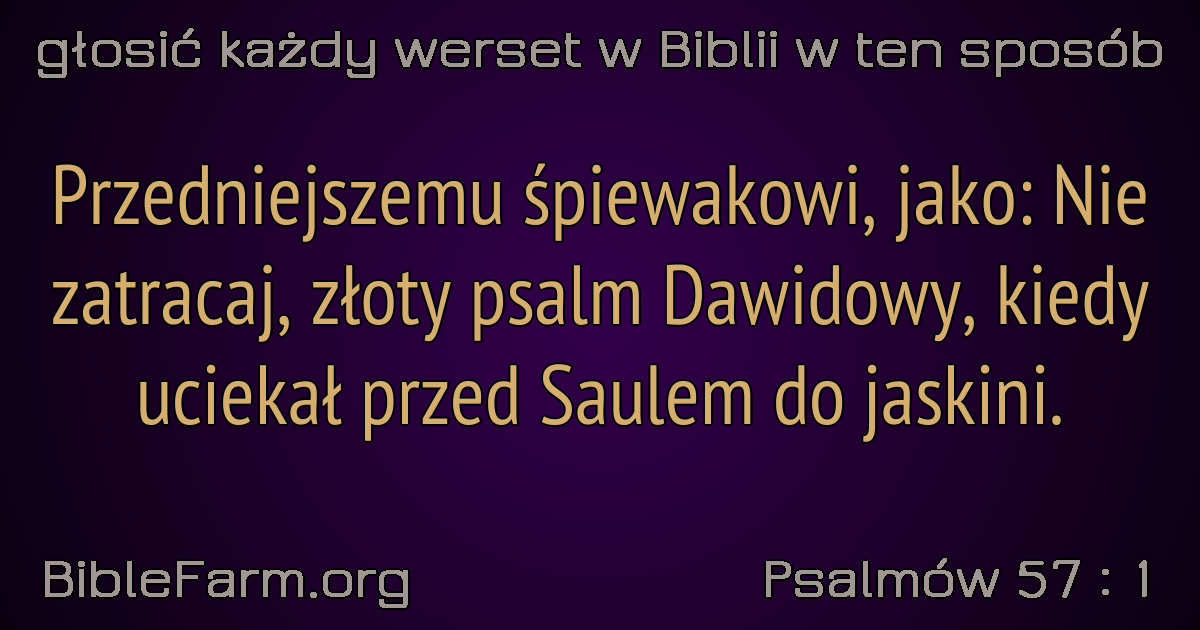 głosić każdy werset w Biblii w ten sposób
Przedniejszemu śpiewakowi, jako: Nie
zatracaj, złoty psalm Dawidowy, kiedy
uciekał przed Saulem do jaskini.
BibleFarm.org
Psalmów 57 : 1